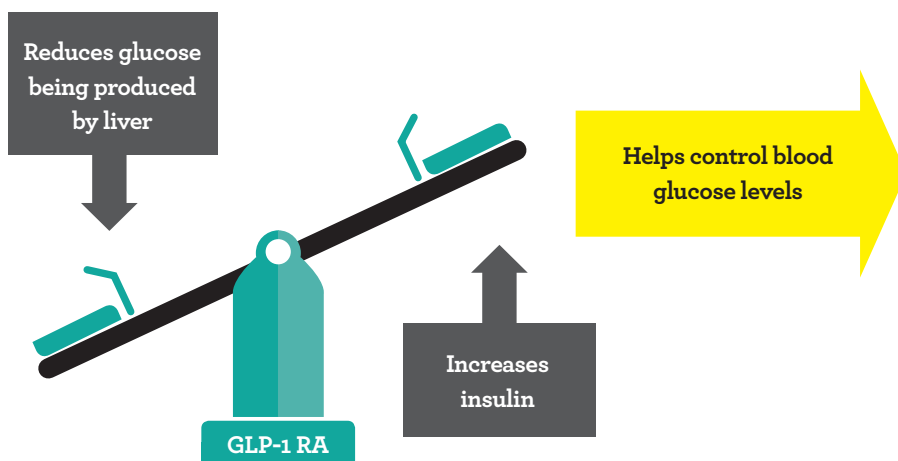 Reduces glucose
being produced
by liver
Helps control blood
glucose levels
Increases
insulin
GLP-1 RA